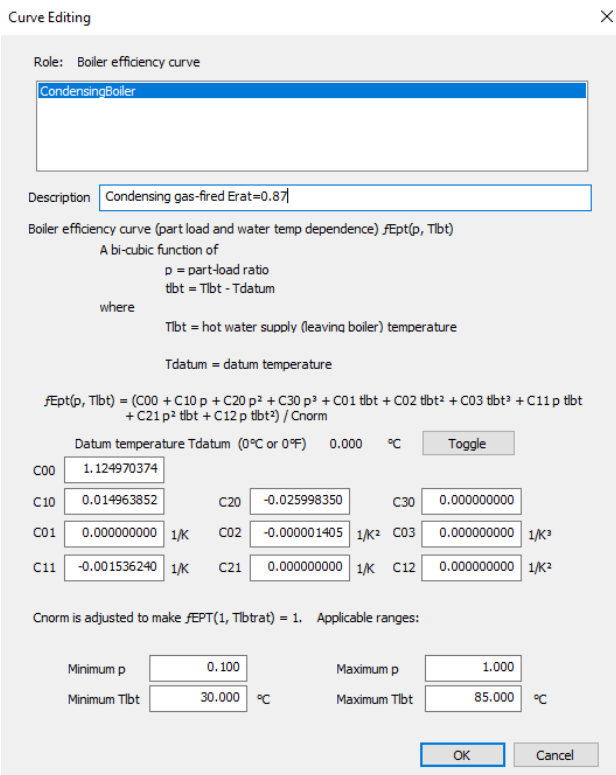 Curve Editing
Role: Boiler efficiency curve
CondensingBoiler
Description Condensing gas-fired Erat=0.87
Boiler efficiency curve (part load and water temp dependence) ƒEpt(p, Tlbt)
A bi-cubic function of
p = part-load ratio
tlbt = Tlbt - Tdatum
where
Tlbt = hot water supply (leaving boiler) temperature
Tdatum = datum temperature
ƒEpt(p, Tlbt) = (C00 + C10 p + C20 p² + C30 p³ + C01 tlbt + C02 tlbt² + C03 tlbt³ + C11 p tlbt
+ C21 p² tlbt + C12 p tlbt²) / Cnorm
Datum temperature Tdatum (0°C or 0°F) 0.000 °C Toggle
C00 1.124970374
C10 0.014963852 C20 -0.025998350 C30 0.000000000
C01 0.000000000 1/K C02 -0.000001405 1/K² C03 0.000000000 1/K³
C11 -0.001536240 1/K C21 0.000000000 1/K C12 0.000000000 1/K²
Cnorm is adjusted to make ƒEPT(1, Tlbtrat) = 1. Applicable ranges:
Minimum p 0.100 Maximum p 1.000
Minimum Tlbt 30.000 °C Maximum Tlbt 85.000 °C
OK Cancel